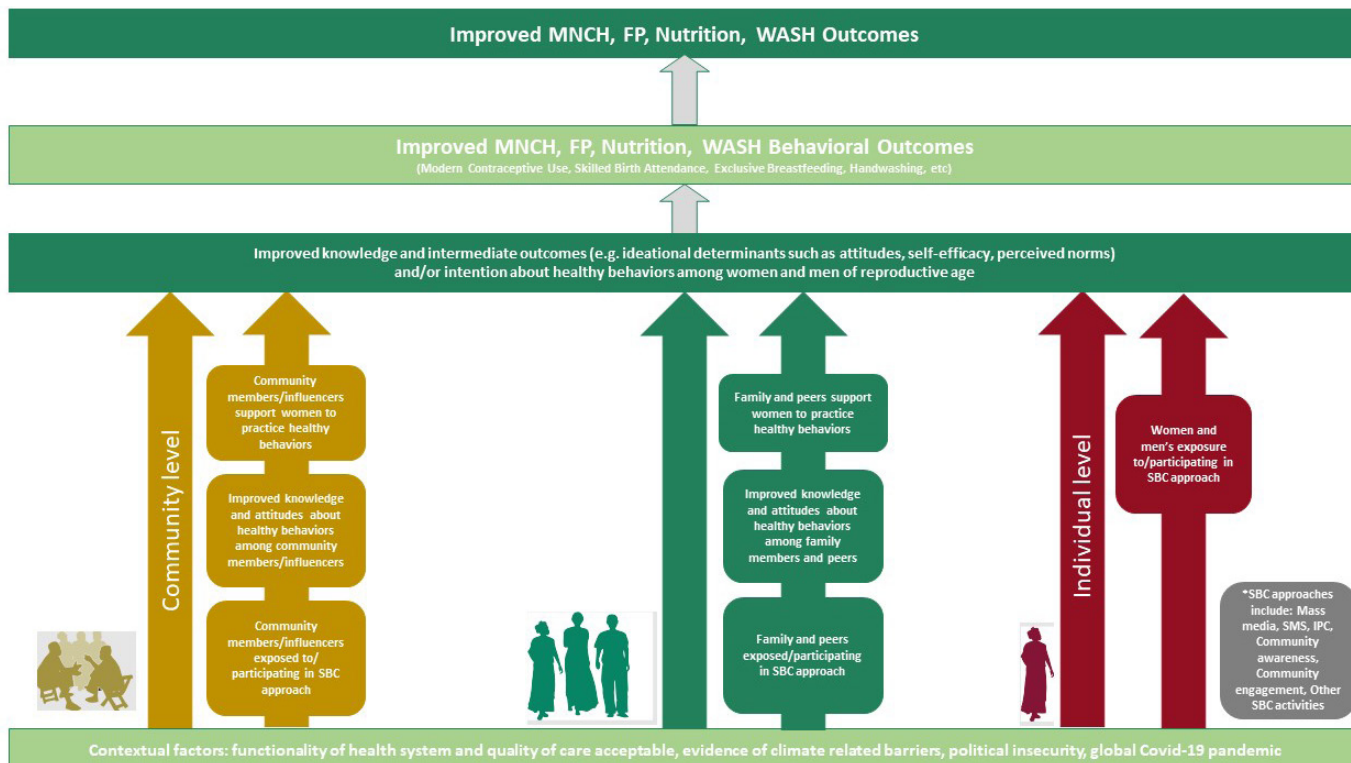 Improved MNCH, FP, Nutrition, WASH Outcomes
Improved MNCH, FP, Nutrition, WASH Behavioral Outcomes
(Modern Contraceptive Use, Skilled Birth Attendance, Exclusive Breastfeeding, Handwashing, etc)
Improved knowledge and intermediate outcomes (e.g. ideational determinants such as attitudes, self-efficacy, perceived norms)
and/or intention about healthy behaviors among women and men of reproductive age
Community level
Community
members/influencers
support women to
practice healthy
behaviors
Improved knowledge
and attitudes about
healthy behaviors
among community
members/influencers
Community
members/influencers
exposed to/
participating in SBC
approach
Family and peers support
women to practice
healthy behaviors
Improved knowledge
and attitudes about
healthy behaviors
among family
members and peers
Family and peers
exposed/participating
in SBC approach
Individual level
Women and
men's exposure
to/participating in
SBC approach
*SBC approaches
include: Mass
media, SMS, IPC,
Community
awareness,
Community
engagement, Other
SBC activities
Contextual factors: functionality of health system and quality of care acceptable, evidence of climate related barriers, political insecurity, global Covid-19 pandemic